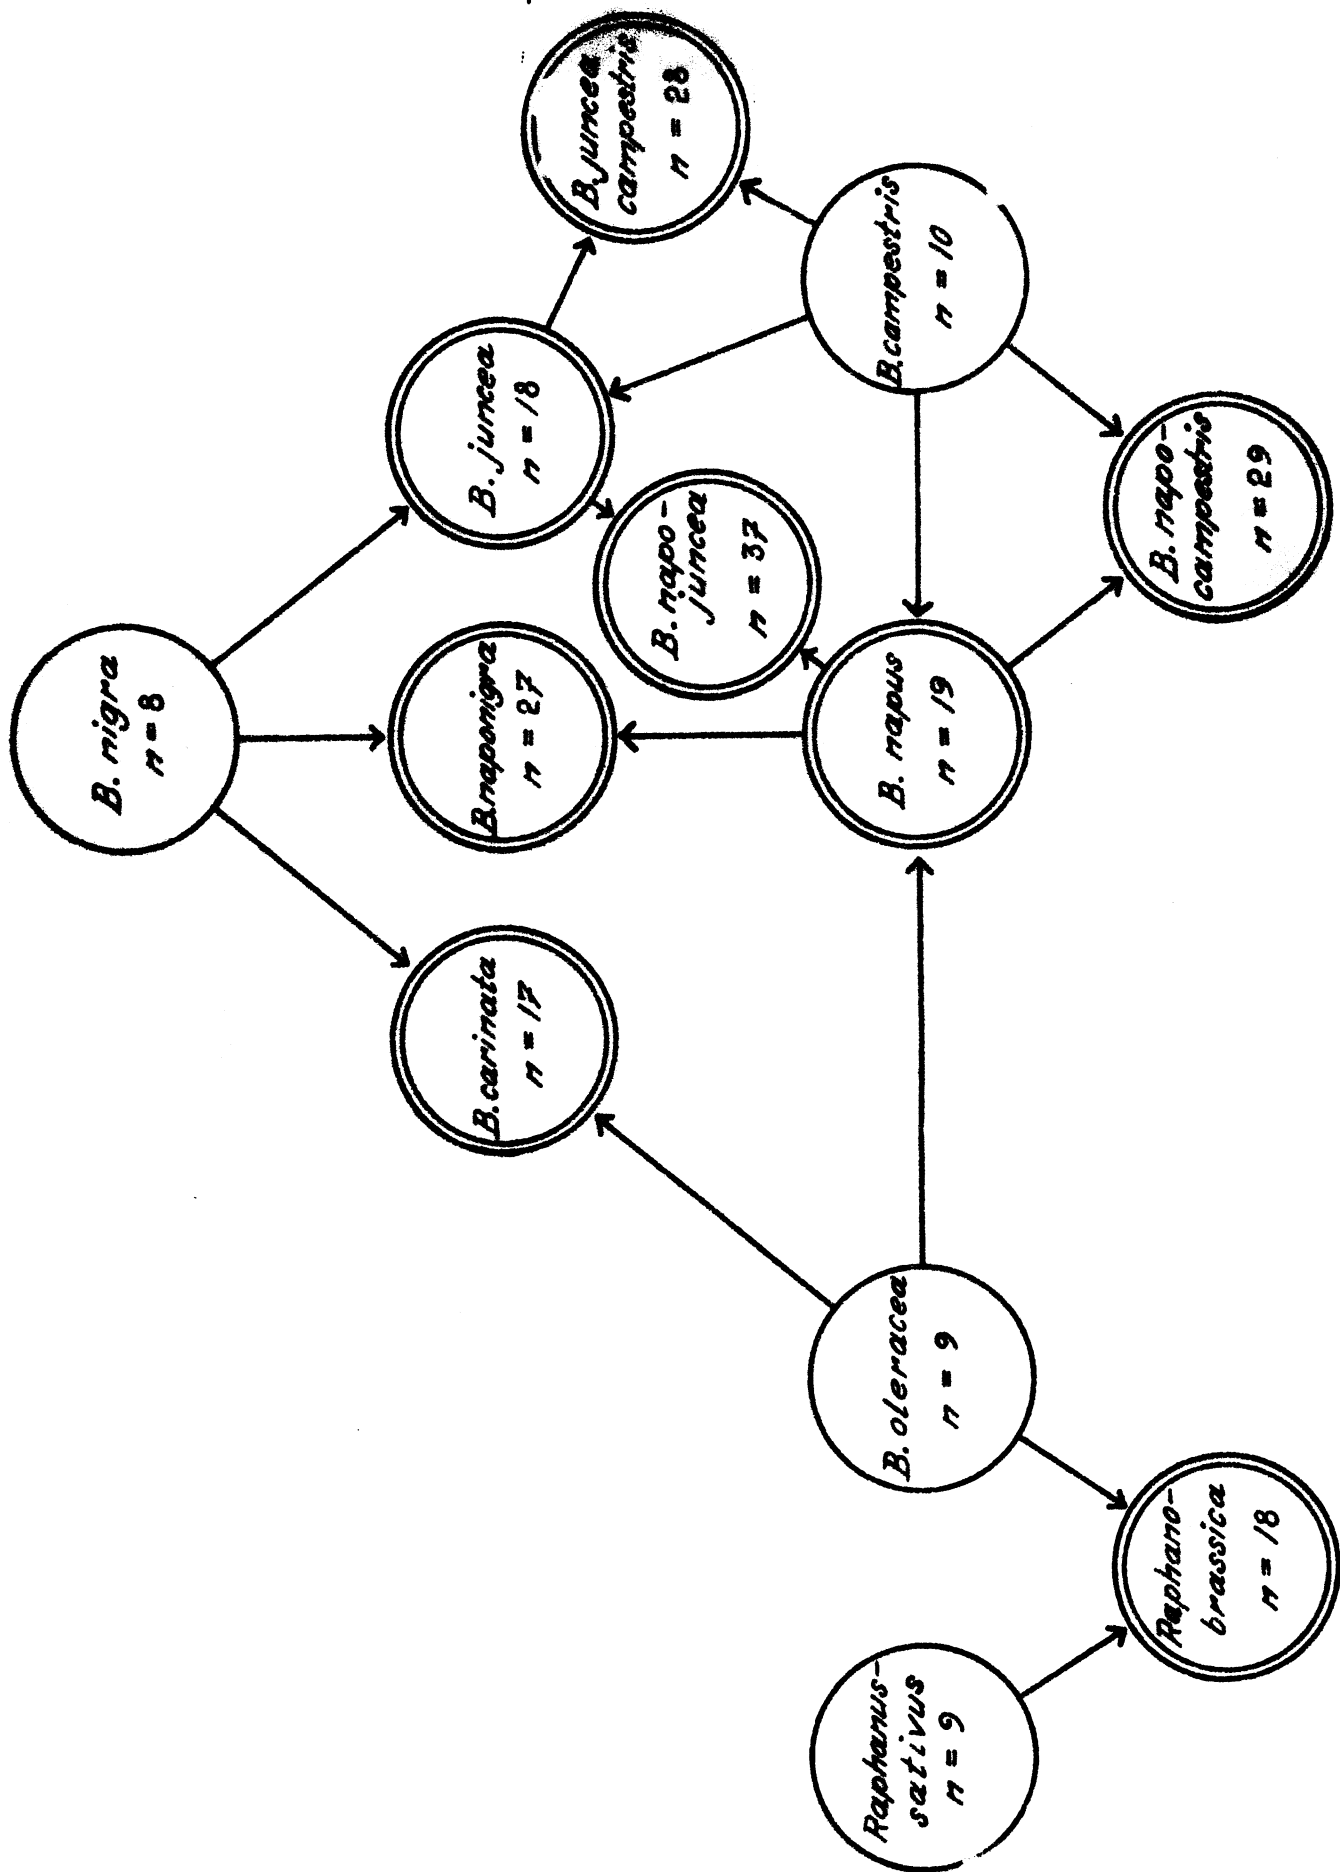 Raphanus-
sativus
n = 9
Raphano-
brassica
n = 18
B. oleracea
n = 9
B. carinata
n = 17
B. nigra
n = 8
B. naponigra
n = 27
B. napus
n = 19
B. napo-
juncea
n = 37
B. juncea
n = 18
B. napo-
campestris
n = 29
B. campestris
n = 10
B. juncea
campestris
n = 28